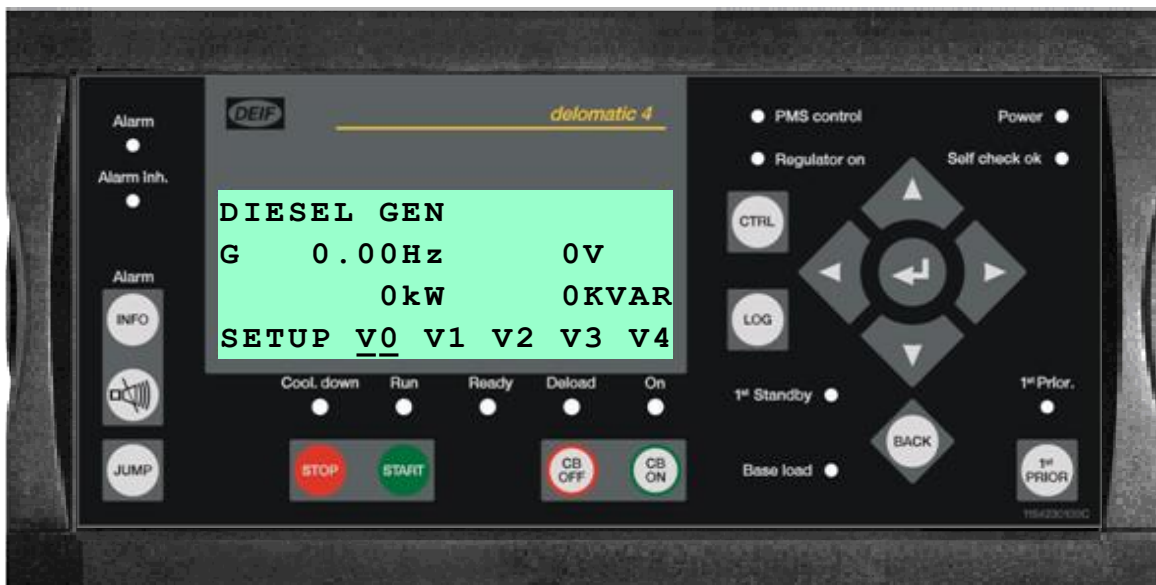 DEIF
delomatic 4
Alarm
Alarm Inh.
DIESEL GEN
G 0.00Hz 0V
0kW 0KVAR
SETUP V0 V1 V2 V3 V4
Alarm
INFO
JUMP
Cool. down Run Ready Deload On
STOP START CB OFF CB ON
PMS control Power
Regulator on Self check ok
CTRL
LOG
1st Standby
Base load
BACK
1st Prior.
1st PRIOR